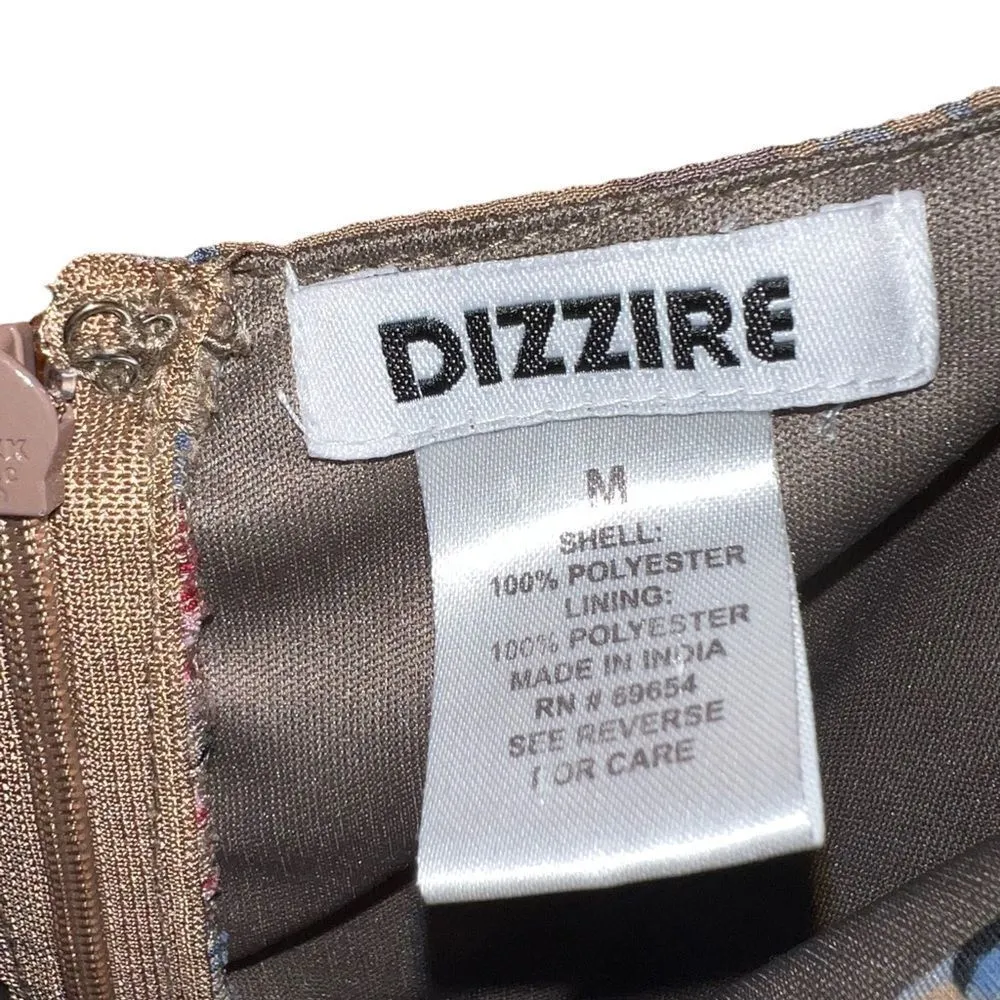 DIZZIRE
M
SHELL:
100% POLYESTER
LINING:
100% POLYESTER
MADE IN INDIA
RN # 69654
SEE REVERSE
FOR CARE